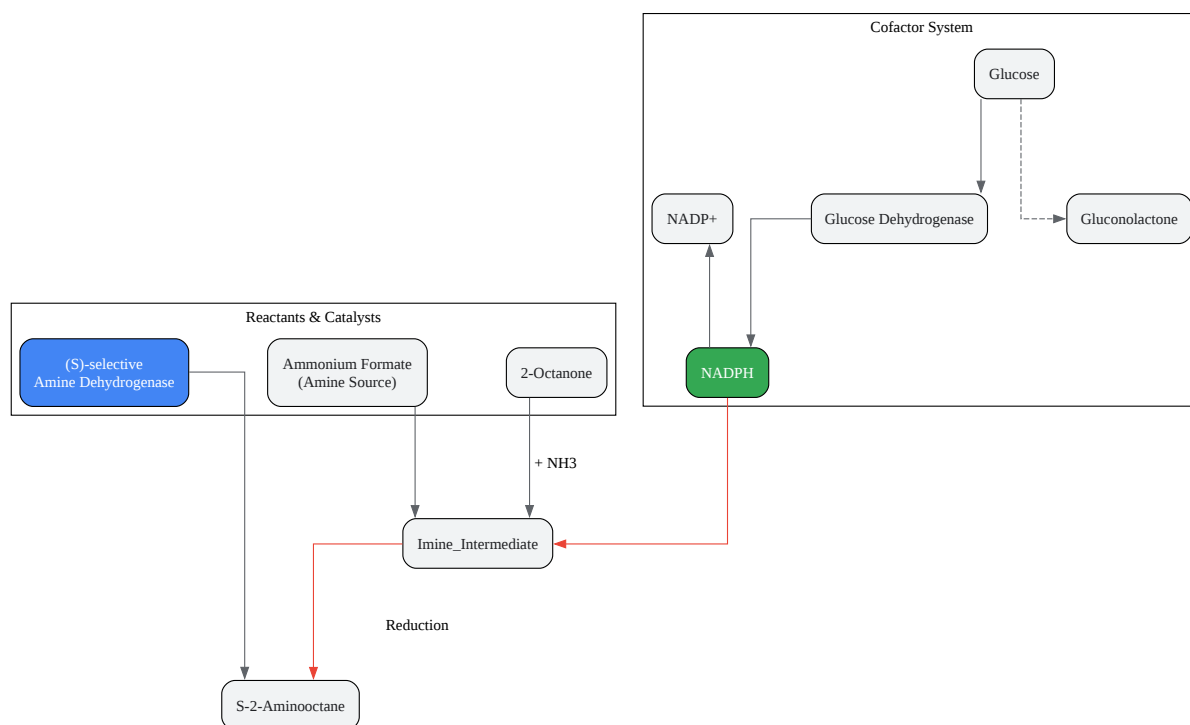 Cofactor System
Glucose
NADP+
Glucose Dehydrogenase
Gluconolactone
Reactants & Catalysts
(S)-selective
Amine Dehydrogenase
Ammonium Formate
(Amine Source)
2-Octanone
NADPH
+ NH3
Imine_Intermediate
Reduction
S-2-Aminooctane